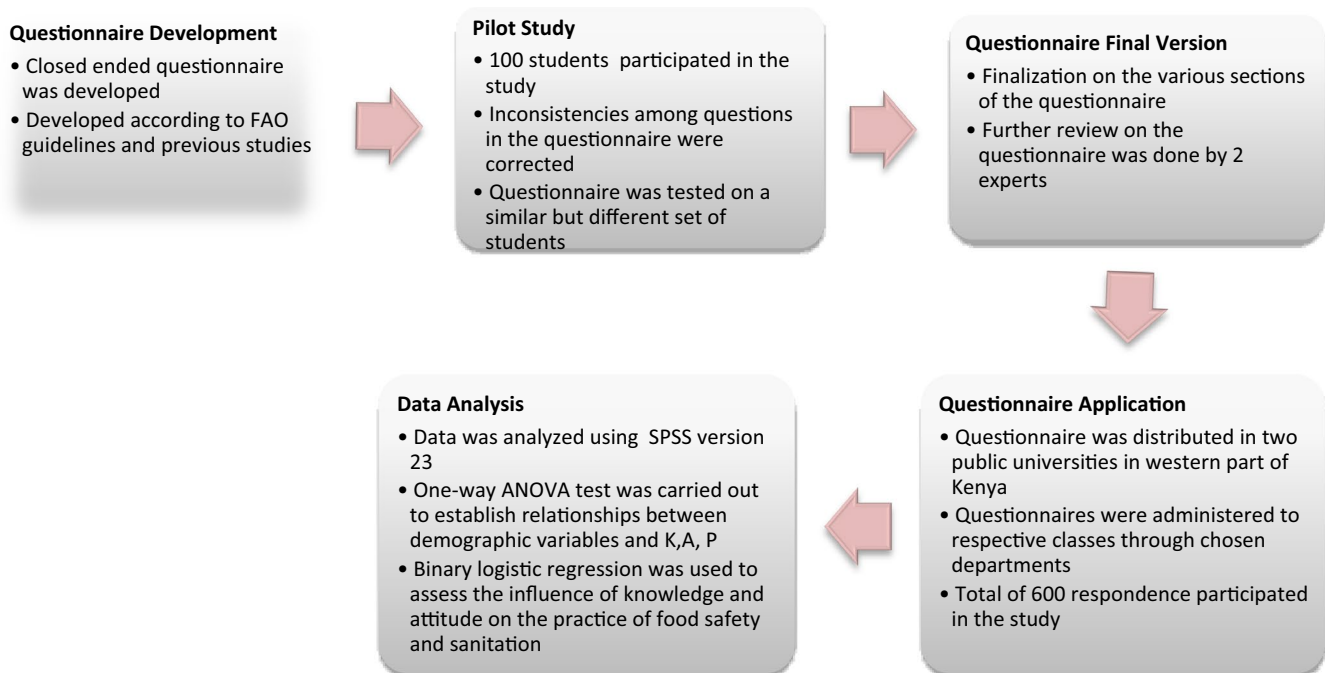 Questionnaire Development
• Closed ended questionnaire
was developed
• Developed according to FAO
guidelines and previous studies
Pilot Study
• 100 students participated in the
study
• Inconsistencies among questions
in the questionnaire were
corrected
• Questionnaire was tested on a
similar but different set of
students
Questionnaire Final Version
• Finalization on the various sections
of the questionnaire
• Further review on the
questionnaire was done by 2
experts
Questionnaire Application
• Questionnaire was distributed in two
public universities in western part of
Kenya
• Questionnaires were administered to
respective classes through chosen
departments
• Total of 600 respondence participated
in the study
Data Analysis
• Data was analyzed using SPSS version
23
• One-way ANOVA test was carried out
to establish relationships between
demographic variables and K,A, P
• Binary logistic regression was used to
assess the influence of knowledge and
attitude on the practice of food safety
and sanitation